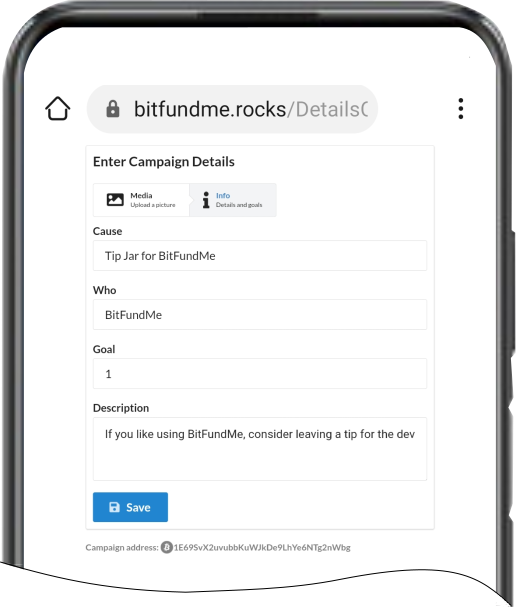 bitfundme.rocks/Details
Enter Campaign Details
Media
Upload a picture
Info
Details and goals
Cause
Tip Jar for BitFundMe
Who
BitFundMe
Goal
1
Description
If you like using BitFundMe, consider leaving a tip for the dev
Save
Campaign address: 1E69SvX2uvubbKuWJkDe9LhYe6NTg2nWbg